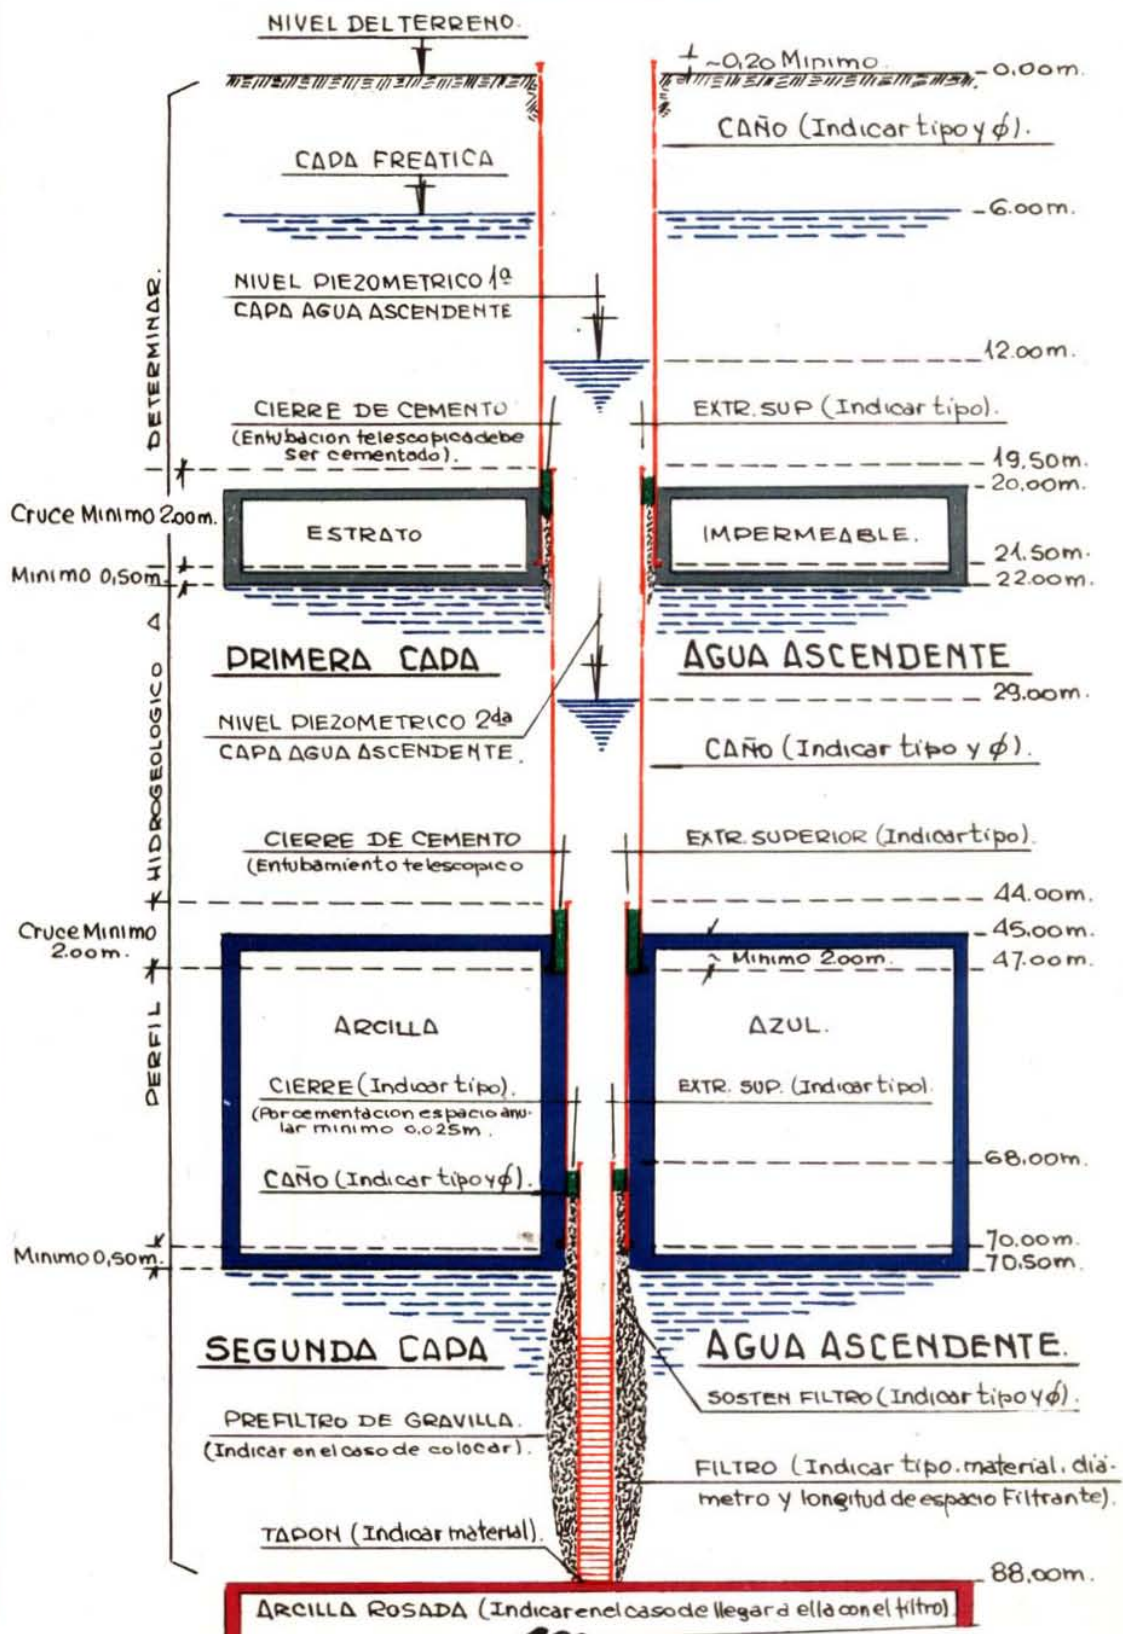 NIVEL DEL TERRENO.
~0,20 Minimo.
-0,00m.
CAÑO (Indicar tipo y ϕ).
CAPA FREATICA
-6.00m.
NIVEL PIEZOMETRICO 1ª
CAPA AGUA ASCENDENTE
12.00m.
CIERRE DE CEMENTO
(Entubacion telescopica debe
ser cementado).
EXTR. SUP (Indicar tipo).
19,50m.
20,00m.
Cruce Minimo 2.00m.
ESTRATO
IMPERMEABLE.
21.50m.
Minimo 0,50m.
22.00m.
PRIMERA CAPA
AGUA ASCENDENTE
29.00m.
NIVEL PIEZOMETRICO 2da
CAPA AGUA ASCENDENTE.
CAÑO (Indicar tipo y ϕ).
CIERRE DE CEMENTO
(Entubamiento telescopico
EXTR. SUPERIOR (Indicar tipo).
44.00m.
Cruce Minimo
2.00m.
45.00m.
~ Minimo 2.00m.
47.00m.
ARCILLA
AZUL.
CIERRE (Indicar tipo).
(Por cementacion espacio anu-
lar minimo 0.025m.
EXTR. SUP. (Indicar tipo).
CAÑO (Indicar tipo y ϕ).
68,00m.
70.00m.
Minimo 0,50m.
70.50m.
SEGUNDA CAPA
AGUA ASCENDENTE.
SOSTEN FILTRO (Indicar tipo y ϕ).
PREFILTRO DE GRAVILLA.
(Indicar en el caso de colocar).
FILTRO (Indicar tipo. material. dia-
metro y longitud de espacio Filtrante).
TAPON (Indicar material).
88.00m.
ARCILLA ROSADA (Indicar en el caso de llegar a ella con el filtro)
PERFIL HIDROGEOLOGICO A DETERMINAR.